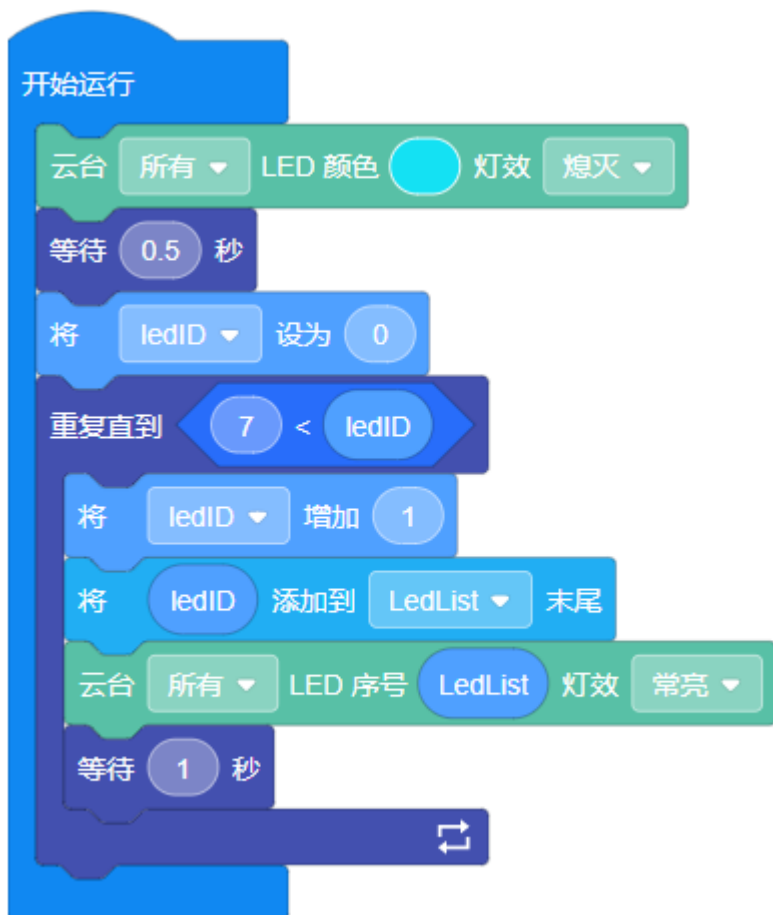 开始运行
云台 所有 LED 颜色 灯效 熄灭
等待 0.5 秒
将 ledID 设为 0
重复直到 7 < ledID
将 ledID 增加 1
将 ledID 添加到 LedList 末尾
云台 所有 LED 序号 LedList 灯效 常亮
等待 1 秒